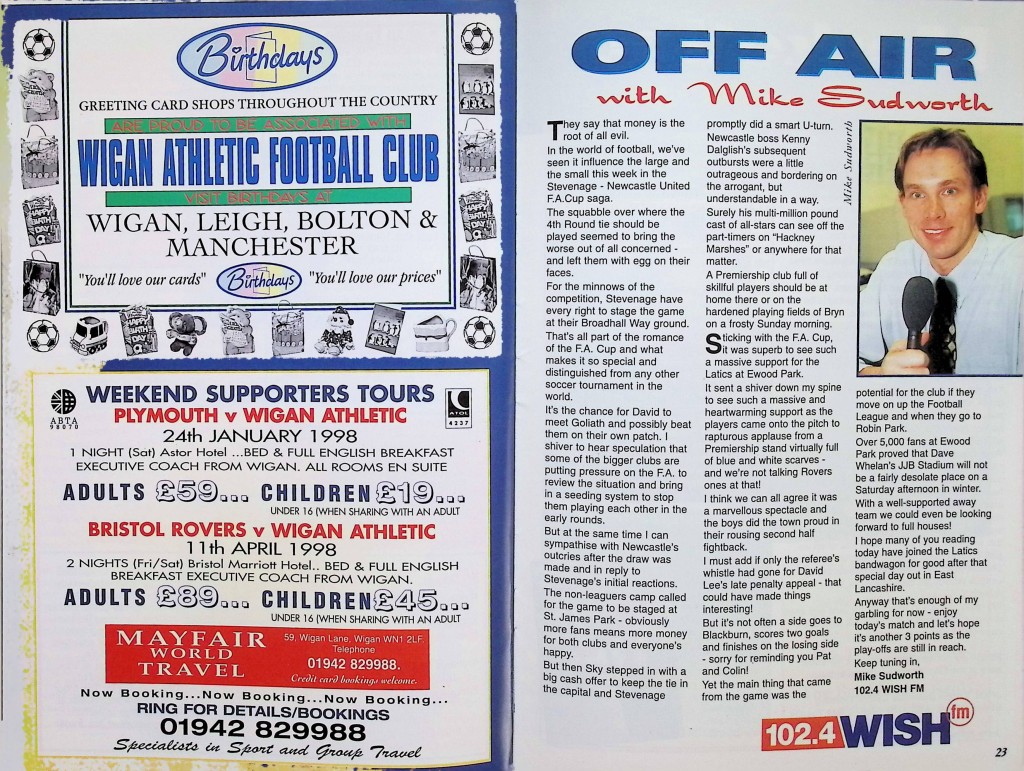 Birthdays
GREETING CARD SHOPS THROUGHOUT THE COUNTRY
ARE PROUD TO BE ASSOCIATED WITH
WIGAN ATHLETIC FOOTBALL CLUB
VISIT BIRTHDAYS AT
WIGAN, LEIGH, BOLTON &
MANCHESTER
"You'll love our cards" Birthdays "You'll love our prices"
ABTA
98070
WEEKEND SUPPORTERS TOURS
ATOL
4237
PLYMOUTH v WIGAN ATHLETIC
24th JANUARY 1998
1 NIGHT (Sat) Astor Hotel ...BED & FULL ENGLISH BREAKFAST
EXECUTIVE COACH FROM WIGAN. ALL ROOMS EN SUITE
ADULTS £59... CHILDREN £19...
UNDER 16 (WHEN SHARING WITH AN ADULT
BRISTOL ROVERS v WIGAN ATHLETIC
11th APRIL 1998
2 NIGHTS (Fri/Sat) Bristol Marriott Hotel.. BED & FULL ENGLISH
BREAKFAST EXECUTIVE COACH FROM WIGAN.
ADULTS £89... CHILDREN £45...
UNDER 16 (WHEN SHARING WITH AN ADULT
MAYFAIR
WORLD
TRAVEL
59, Wigan Lane, Wigan WN1 2LF.
Telephone
01942 829988.
Credit card bookings welcome.
Now Booking...Now Booking...Now Booking...
RING FOR DETAILS/BOOKINGS
01942 829988
Specialists in Sport and Group Travel
OFF AIR
with Mike Sudworth
They say that money is the
root of all evil.
In the world of football, we've
seen it influence the large and
the small this week in the
Stevenage - Newcastle United
F.A.Cup saga.
The squabble over where the
4th Round tie should be
played seemed to bring the
worse out of all concerned -
and left them with egg on their
faces.
For the minnows of the
competition, Stevenage have
every right to stage the game
at their Broadhall Way ground.
That's all part of the romance
of the F.A. Cup and what
makes it so special and
distinguished from any other
soccer tournament in the
world.
It's the chance for David to
meet Goliath and possibly beat
them on their own patch. I
shiver to hear speculation that
some of the bigger clubs are
putting pressure on the F.A. to
review the situation and bring
in a seeding system to stop
them playing each other in the
early rounds.
But at the same time I can
sympathise with Newcastle's
outcries after the draw was
made and in reply to
Stevenage's initial reactions.
The non-leaguers camp called
for the game to be staged at
St. James Park - obviously
more fans means more money
for both clubs and everyone's
happy.
But then Sky stepped in with a
big cash offer to keep the tie in
the capital and Stevenage
promptly did a smart U-turn.
Newcastle boss Kenny
Dalglish's subsequent
outbursts were a little
outrageous and bordering on
the arrogant, but
understandable in a way.
Surely his multi-million pound
cast of all-stars can see off the
part-timers on "Hackney
Marshes" or anywhere for that
matter.
A Premiership club full of
skillful players should be at
home there or on the
hardened playing fields of Bryn
on a frosty Sunday morning.
Sticking with the F.A. Cup,
it was superb to see such
a massive support for the
Latics at Ewood Park.
It sent a shiver down my spine
to see such a massive and
heartwarming support as the
players came onto the pitch to
rapturous applause from a
Premiership stand virtually full
of blue and white scarves -
and we're not talking Rovers
ones at that!
I think we can all agree it was
a marvellous spectacle and
the boys did the town proud in
their rousing second half
fightback.
I must add if only the referee's
whistle had gone for David
Lee's late penalty appeal - that
could have made things
interesting!
But it's not often a side goes to
Blackburn, scores two goals
and finishes on the losing side
- sorry for reminding you Pat
and Colin!
Yet the main thing that came
from the game was the
Mike Sudworth
potential for the club if they
move on up the Football
League and when they go to
Robin Park.
Over 5,000 fans at Ewood
Park proved that Dave
Whelan's JJB Stadium will not
be a fairly desolate place on a
Saturday afternoon in winter.
With a well-supported away
team we could even be looking
forward to full houses!
I hope many of you reading
today have joined the Latics
bandwagon for good after that
special day out in East
Lancashire.
Anyway that's enough of my
garbling for now - enjoy
today's match and let's hope
it's another 3 points as the
play-offs are still in reach.
Keep tuning in,
Mike Sudworth
102.4 WISH FM
102.4 WISH fm
23